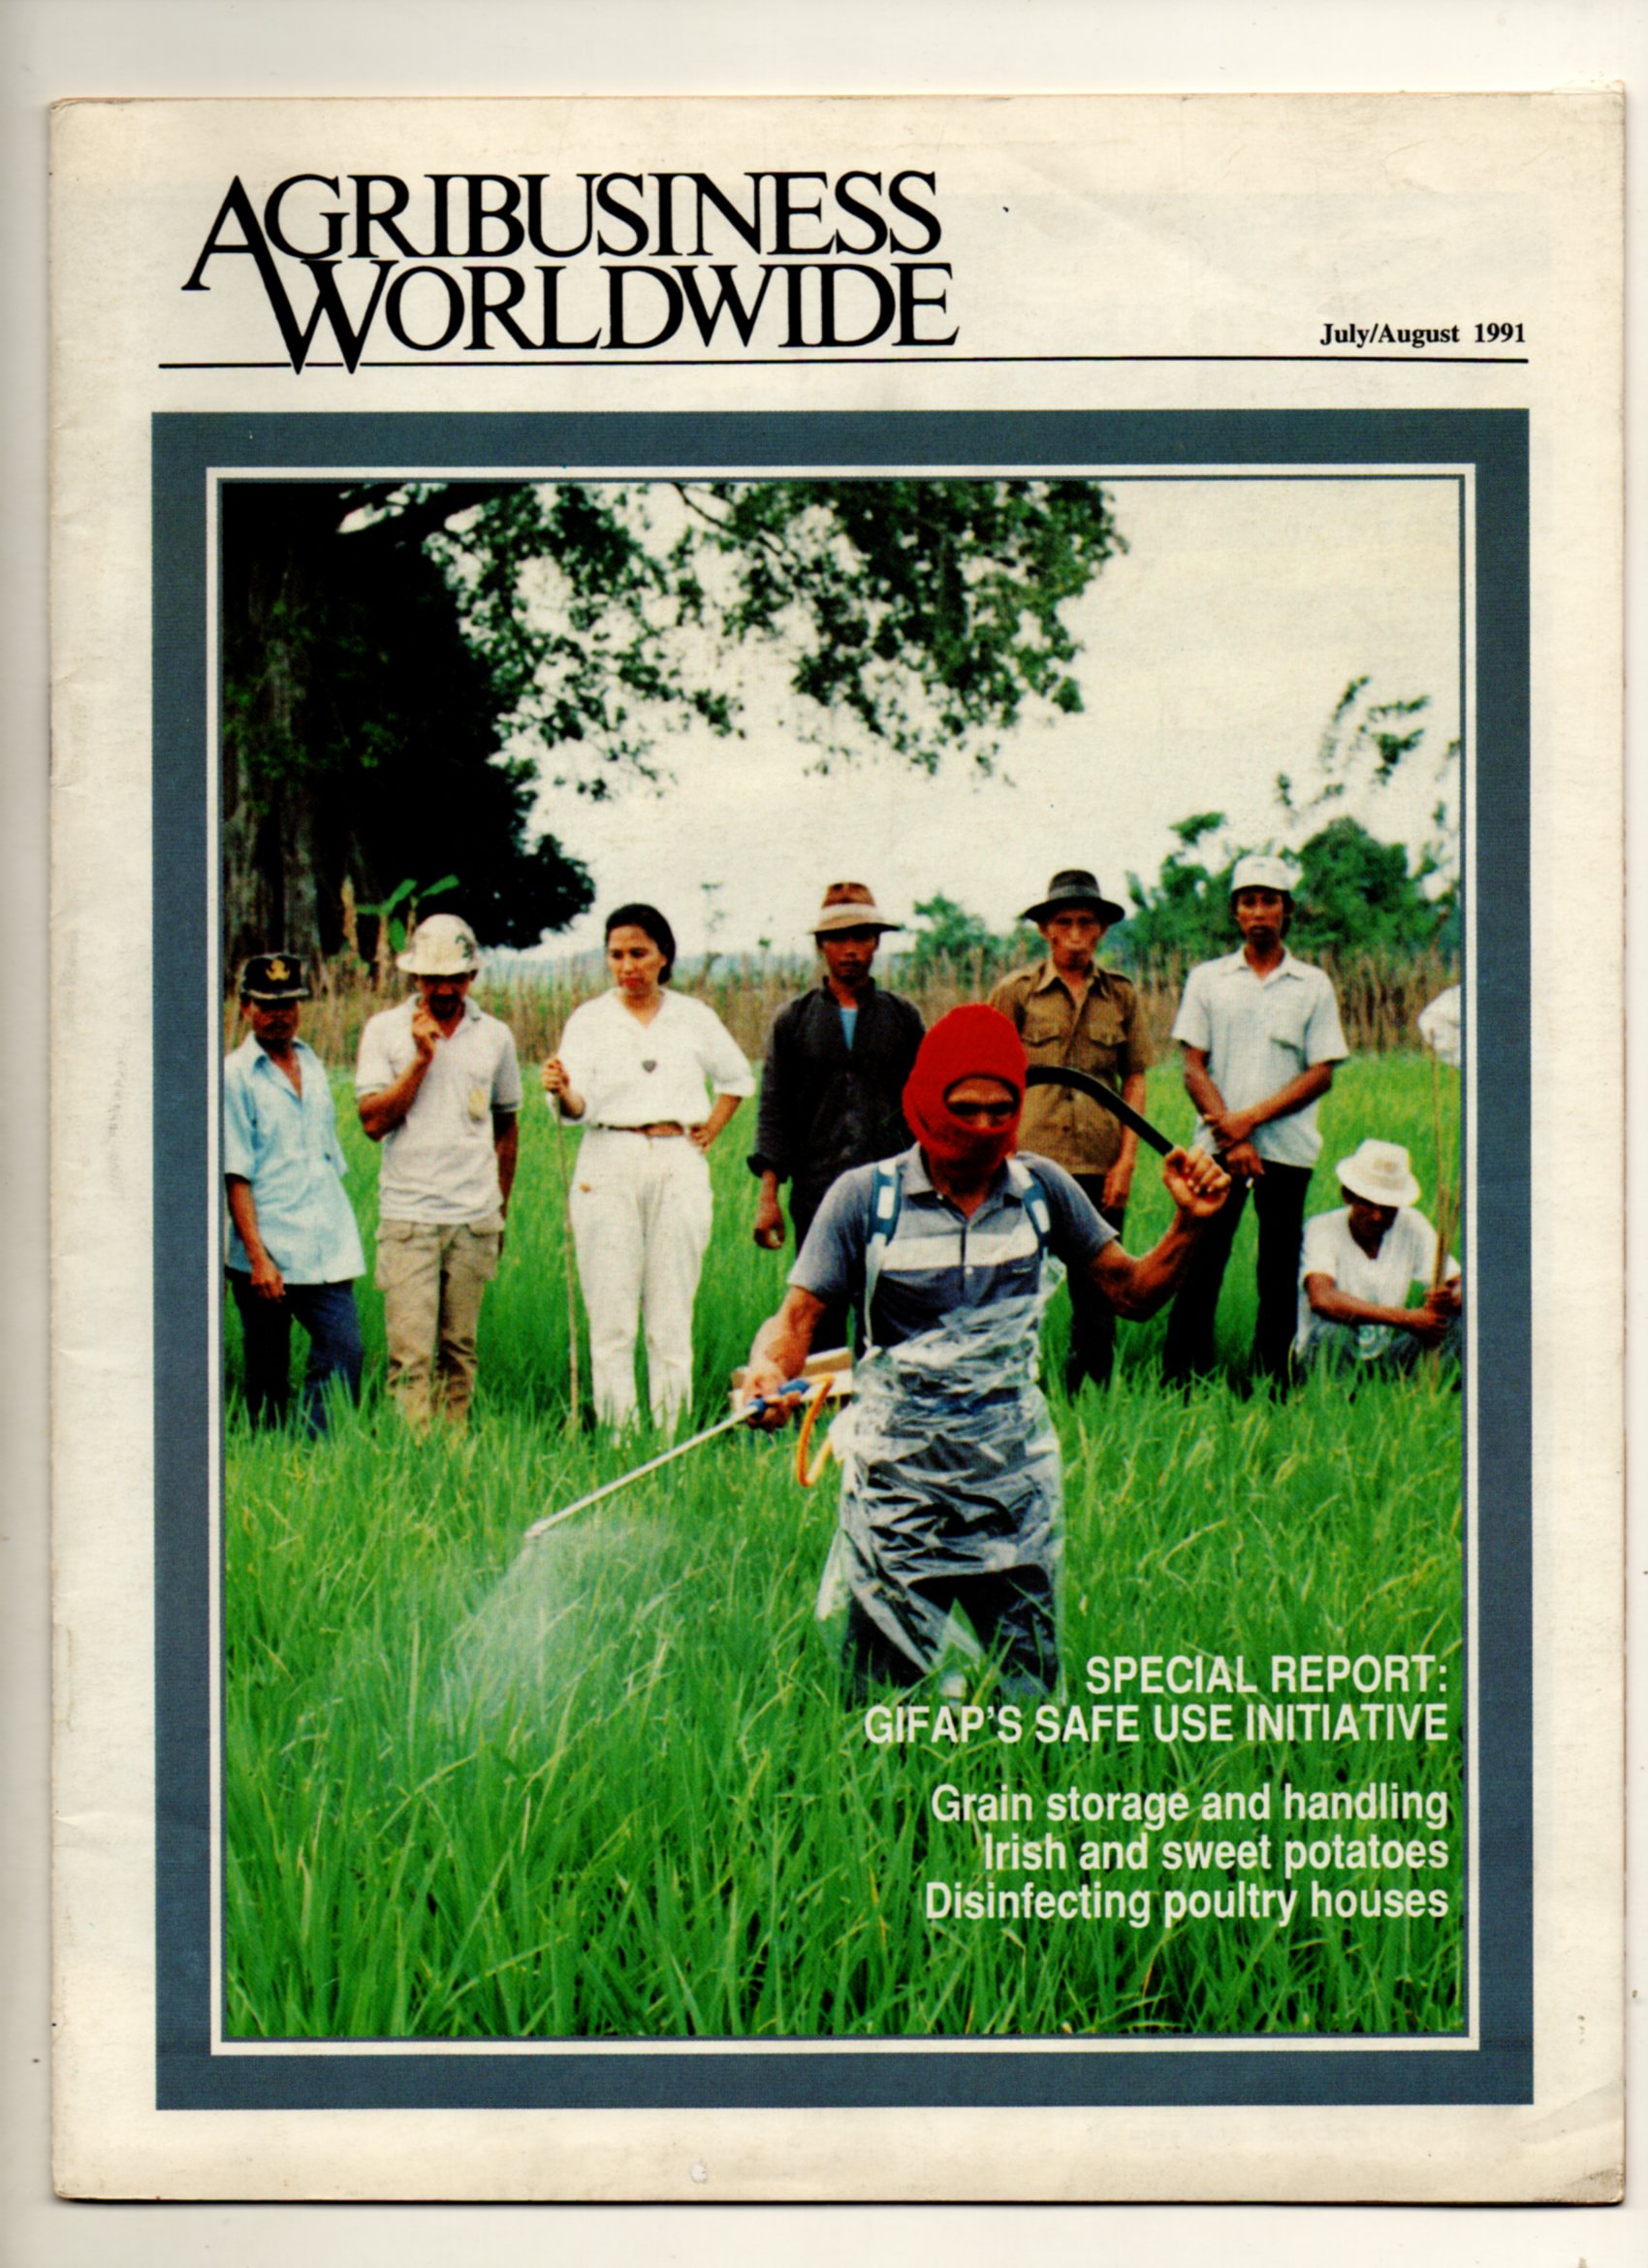 AGRIBUSINESS
WORLDWIDE
July/August 1991
SPECIAL REPORT:
GIFAP'S SAFE USE INITIATIVE
Grain storage and handling
Irish and sweet potatoes
Disinfecting poultry houses